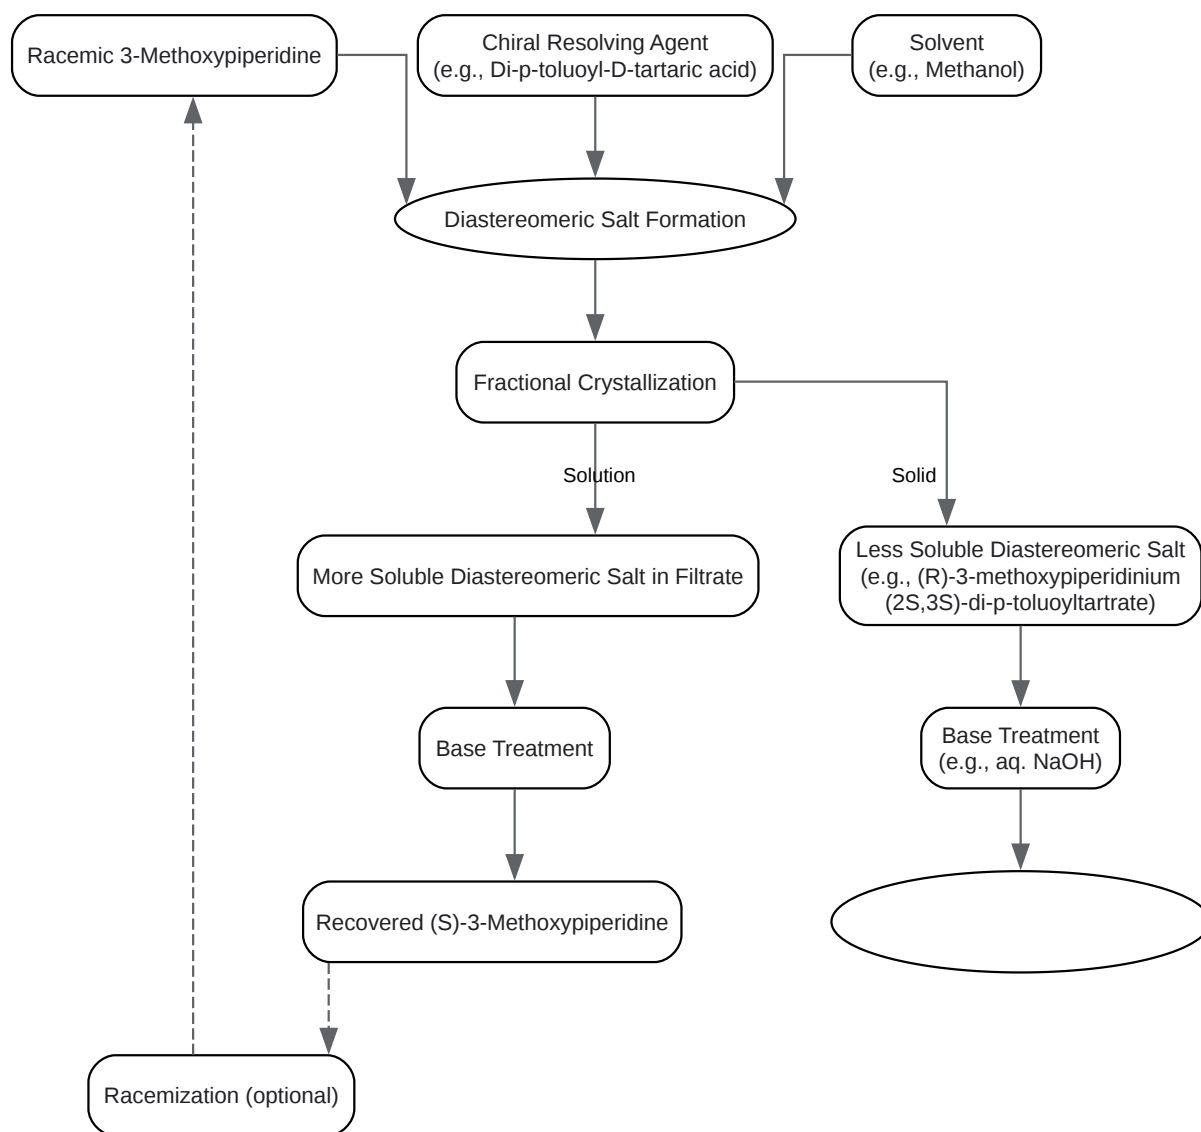 Racemic 3-Methoxypiperidine
Chiral Resolving Agent
(e.g., Di-p-toluoyl-D-tartaric acid)
Solvent
(e.g., Methanol)
Diastereomeric Salt Formation
Fractional Crystallization
Solution
Solid
More Soluble Diastereomeric Salt in Filtrate
Less Soluble Diastereomeric Salt
(e.g., (R)-3-methoxypiperidinium
(2S,3S)-di-p-toluoyltartrate)
Base Treatment
Base Treatment
(e.g., aq. NaOH)
Recovered (S)-3-Methoxypiperidine
Racemization (optional)